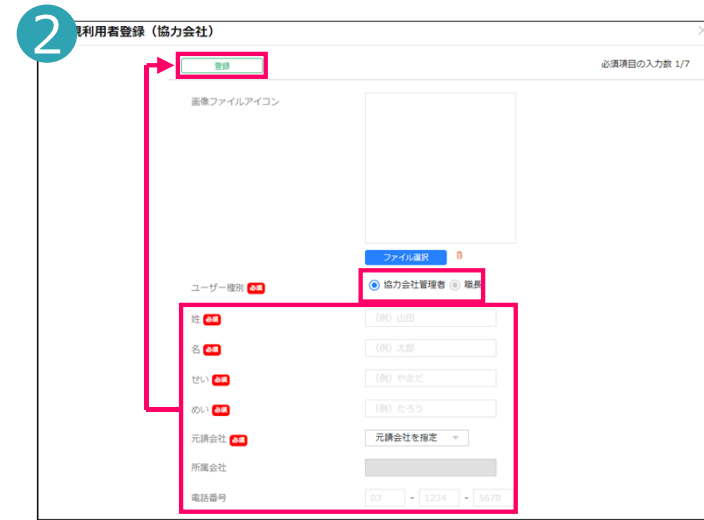 2
規利用者登録（協力会社）
登録
必須項目の入力数 1/7
画像ファイルアイコン
ファイル選択
ユーザー種別 必須 協力会社管理者 職長
姓 必須 （例）山田
名 必須 （例）太郎
せい 必須 （例）やまだ
めい 必須 （例）たろう
元請会社 必須 元請会社を指定
所属会社
電話番号 03 - 1234 - 5678